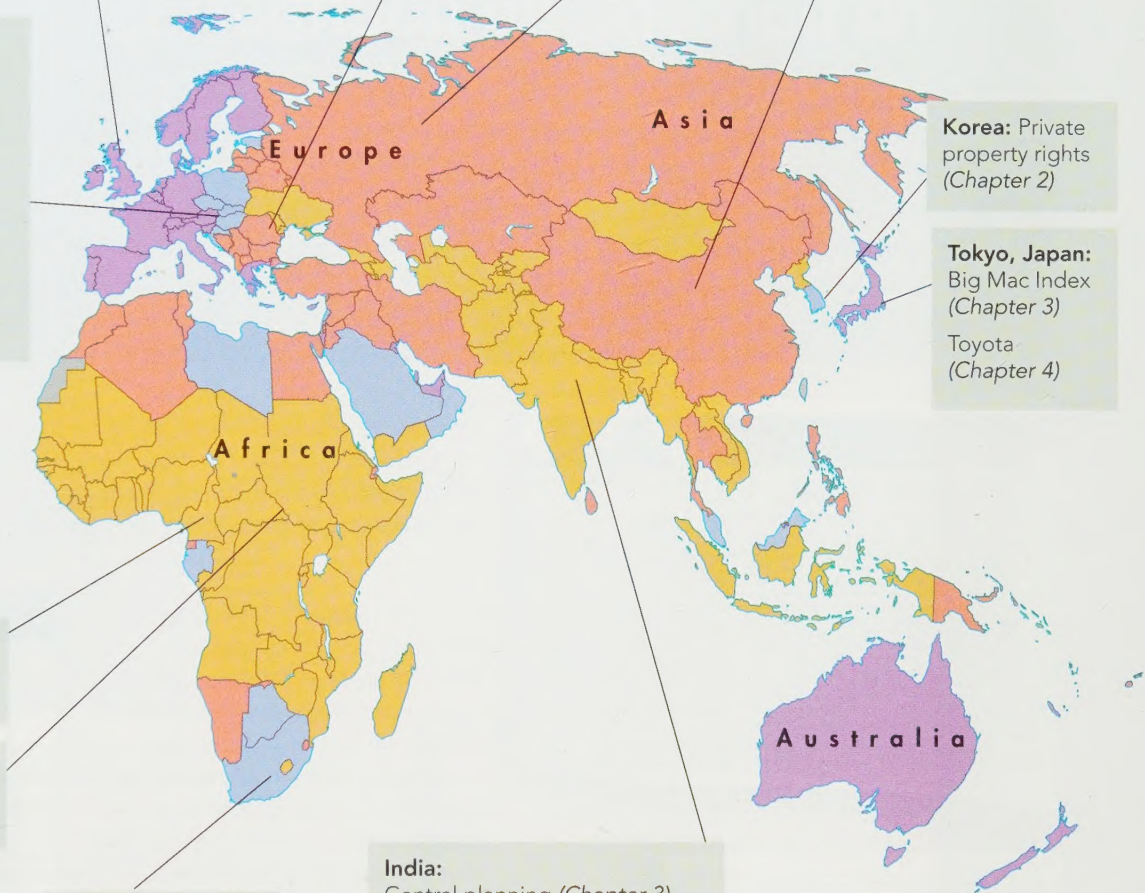 Asia
Europe
Korea: Private
property rights
(Chapter 2)
Tokyo, Japan:
Big Mac Index
(Chapter 3)
Toyota
(Chapter 4)
Africa
Australia
India:
Central planning (Chapter 3)